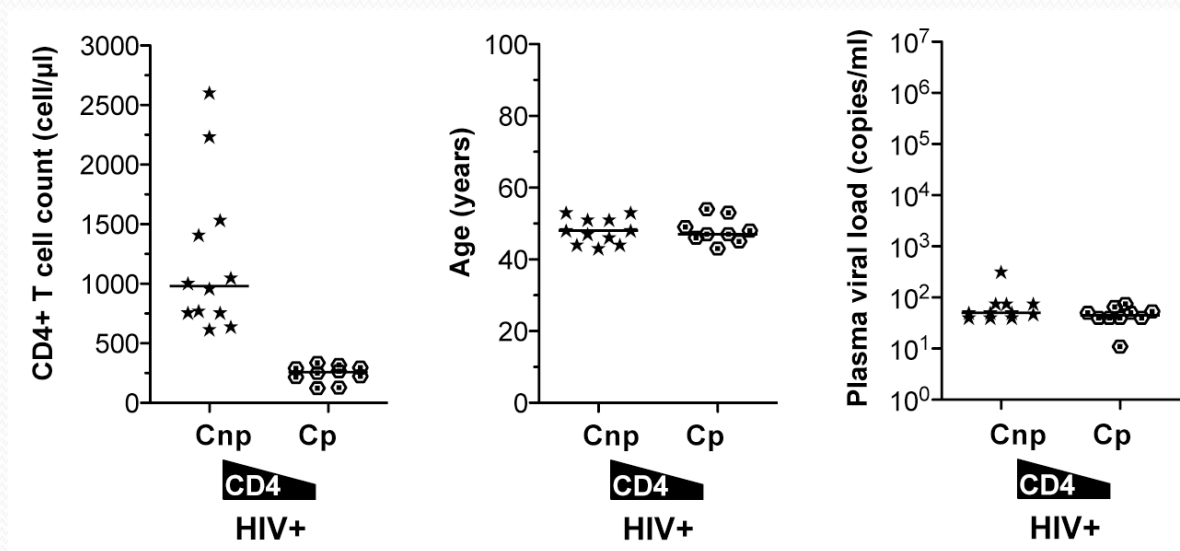 CD4+ T cell count (cell/µl)
3000
2500
2000
1500
1000
500
0
Cnp Cp
CD4
HIV+
Age (years)
100
80
60
40
20
0
Cnp Cp
CD4
HIV+
Plasma viral load (copies/ml)
10⁷
10⁶
10⁵
10⁴
10³
10²
10¹
10⁰
Cnp Cp
CD4
HIV+